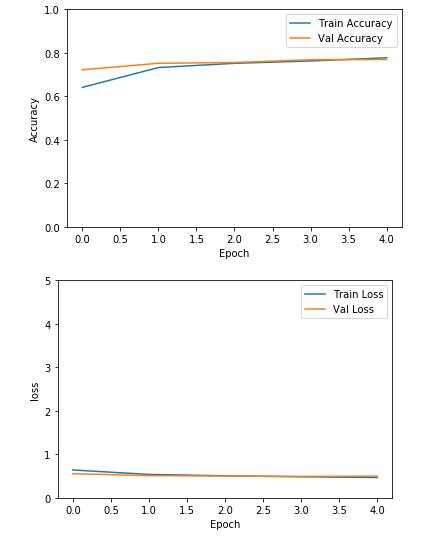 1.0
Train Accuracy
Val Accuracy
0.8
0.6
Accuracy
0.4
0.2
0.0
0.0 0.5 1.0 1.5 2.0 2.5 3.0 3.5 4.0
Epoch
5
Train Loss
Val Loss
4
3
loss
2
1
0
0.0 0.5 1.0 1.5 2.0 2.5 3.0 3.5 4.0
Epoch